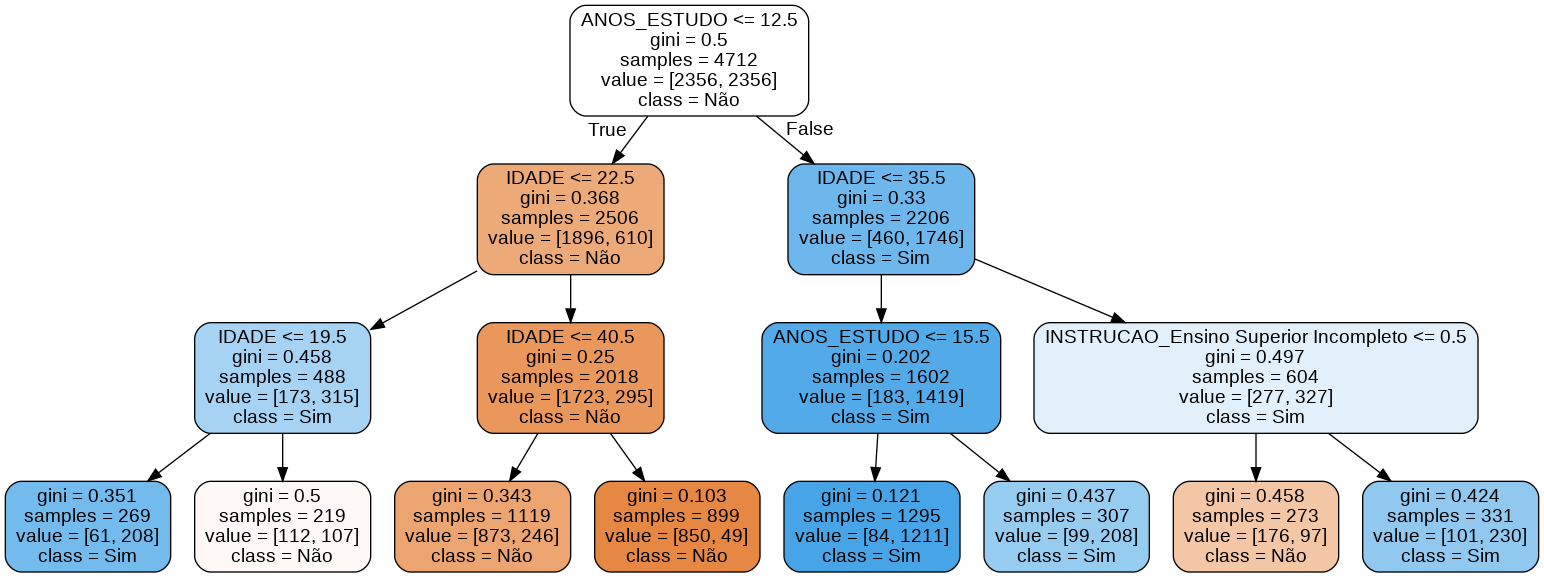 ANOS_ESTUDO <= 12.5
gini = 0.5
samples = 4712
value = [2356, 2356]
class = Não
True
False
IDADE <= 22.5
gini = 0.368
samples = 2506
value = [1896, 610]
class = Não
IDADE <= 35.5
gini = 0.33
samples = 2206
value = [460, 1746]
class = Sim
IDADE <= 19.5
gini = 0.458
samples = 488
value = [173, 315]
class = Sim
IDADE <= 40.5
gini = 0.25
samples = 2018
value = [1723, 295]
class = Não
ANOS_ESTUDO <= 15.5
gini = 0.202
samples = 1602
value = [183, 1419]
class = Sim
INSTRUCAO_Ensino Superior Incompleto <= 0.5
gini = 0.497
samples = 604
value = [277, 327]
class = Sim
gini = 0.351
samples = 269
value = [61, 208]
class = Sim
gini = 0.5
samples = 219
value = [112, 107]
class = Não
gini = 0.343
samples = 1119
value = [873, 246]
class = Não
gini = 0.103
samples = 899
value = [850, 49]
class = Não
gini = 0.121
samples = 1295
value = [84, 1211]
class = Sim
gini = 0.437
samples = 307
value = [99, 208]
class = Sim
gini = 0.458
samples = 273
value = [176, 97]
class = Não
gini = 0.424
samples = 331
value = [101, 230]
class = Sim